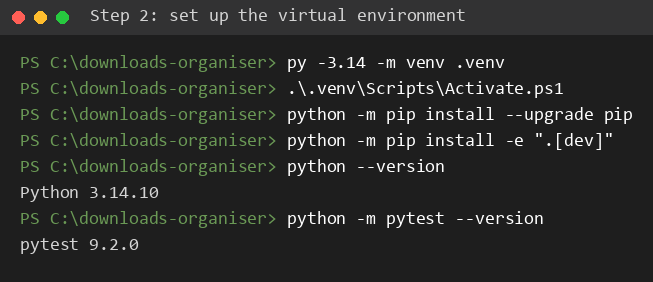 Step 2: set up the virtual environment
PS C:\downloads-organiser> py -3.14 -m venv .venv
PS C:\downloads-organiser> .\.venv\Scripts\Activate.ps1
PS C:\downloads-organiser> python -m pip install --upgrade pip
PS C:\downloads-organiser> python -m pip install -e ".[dev]"
PS C:\downloads-organiser> python --version
Python 3.14.10
PS C:\downloads-organiser> python -m pytest --version
pytest 9.2.0